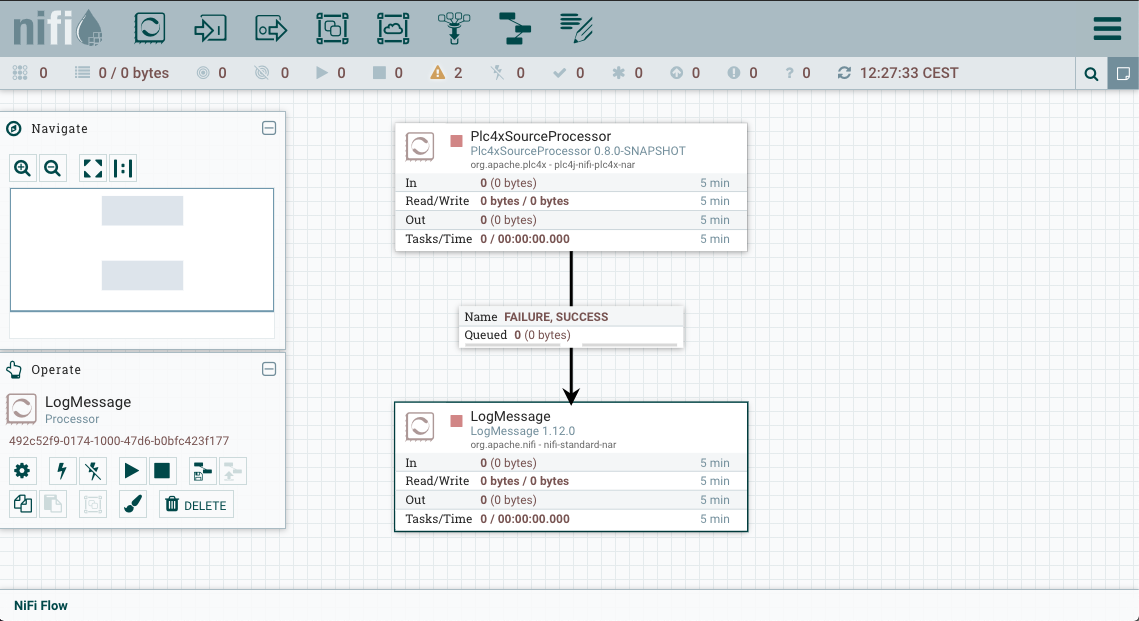 nifi
0 0 / 0 bytes 0 0 0 0 2 0 0 0 0 0 ? 0 12:27:33 CEST
Navigate
Operate
LogMessage
Processor
492c52f9-0174-1000-47d6-b0bfc423f177
DELETE
Plc4xSourceProcessor
Plc4xSourceProcessor 0.8.0-SNAPSHOT
org.apache.plc4x - plc4j-nifi-plc4x-nar
In 0 (0 bytes) 5 min
Read/Write 0 bytes / 0 bytes 5 min
Out 0 (0 bytes) 5 min
Tasks/Time 0 / 00:00:00.000 5 min
Name FAILURE, SUCCESS
Queued 0 (0 bytes)
LogMessage
LogMessage 1.12.0
org.apache.nifi - nifi-standard-nar
In 0 (0 bytes) 5 min
Read/Write 0 bytes / 0 bytes 5 min
Out 0 (0 bytes) 5 min
Tasks/Time 0 / 00:00:00.000 5 min
NiFi Flow